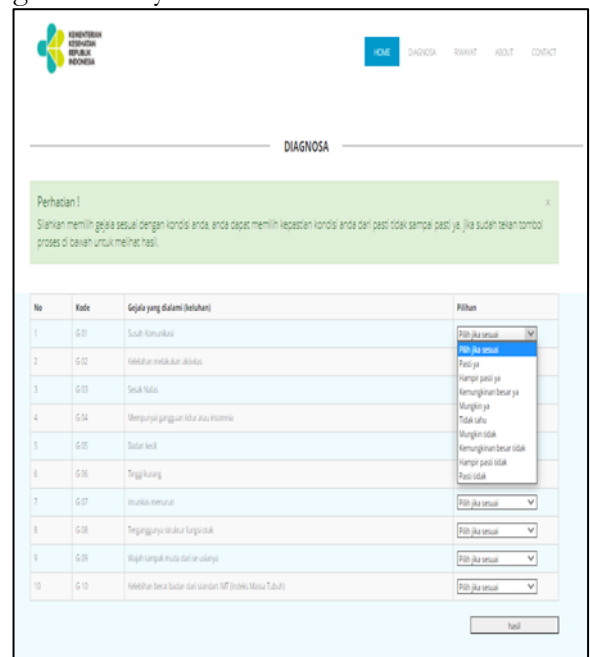 KEMENTERIAN
KESEHATAN
REPUBLIK
INDONESIA
HOME DIAGNOSA RIWAYAT ABOUT CONTACT
DIAGNOSA
Perhatian ! x
Silahkan memilih gejala sesuai dengan kondisi anda, anda dapat memilih kepastian kondisi anda dari pasti tidak sampai pasti ya, jika sudah tekan tombol
proses di bawah untuk melihat hasil.
No Kode Gejala yang dialami (keluhan) Pilihan
1 G 01 Susah Komunikasi Pilih jika sesuai
Pilih jika sesuai
Pasti ya
Hampir pasti ya
Kemungkinan besar ya
Mungkin ya
Tidak tahu
Mungkin tidak
Kemungkinan besar tidak
Hampir pasti tidak
Pasti tidak
2 G 02 Kelelahan melakukan aktivitas
3 G 03 Sesak Nafas
4 G 04 Mempunyai gangguan tidur atau insomnia
5 G 05 Badan kecil
6 G 06 Tinggi kurang
7 G 07 Imunitas menurun Pilih jika sesuai
8 G 08 Terganggunya struktur fungsi otak Pilih jika sesuai
9 G 09 Wajah tampak muda dari se usianya Pilih jika sesuai
10 G 10 Kelebihan berat badan dari standart IMT (Indeks Massa Tubuh) Pilih jika sesuai
hasil